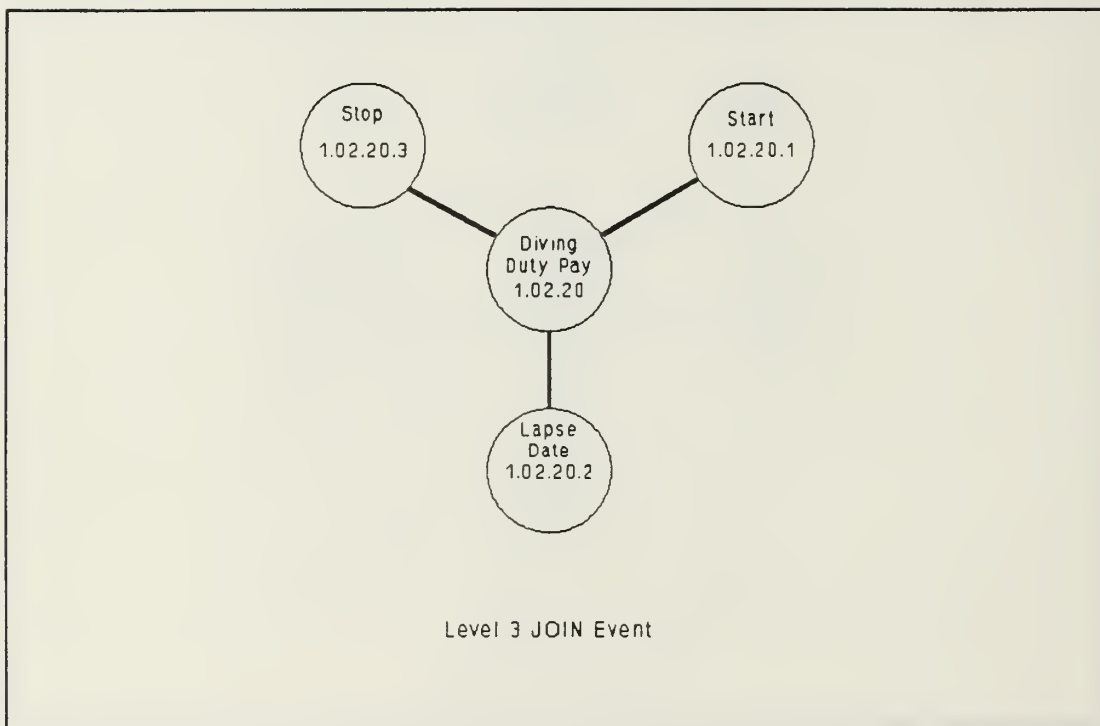 Stop
1.02.20.3
Start
1.02.20.1
Diving
Duty Pay
1.02.20
Lapse
Date
1.02.20.2
Level 3 JOIN Event